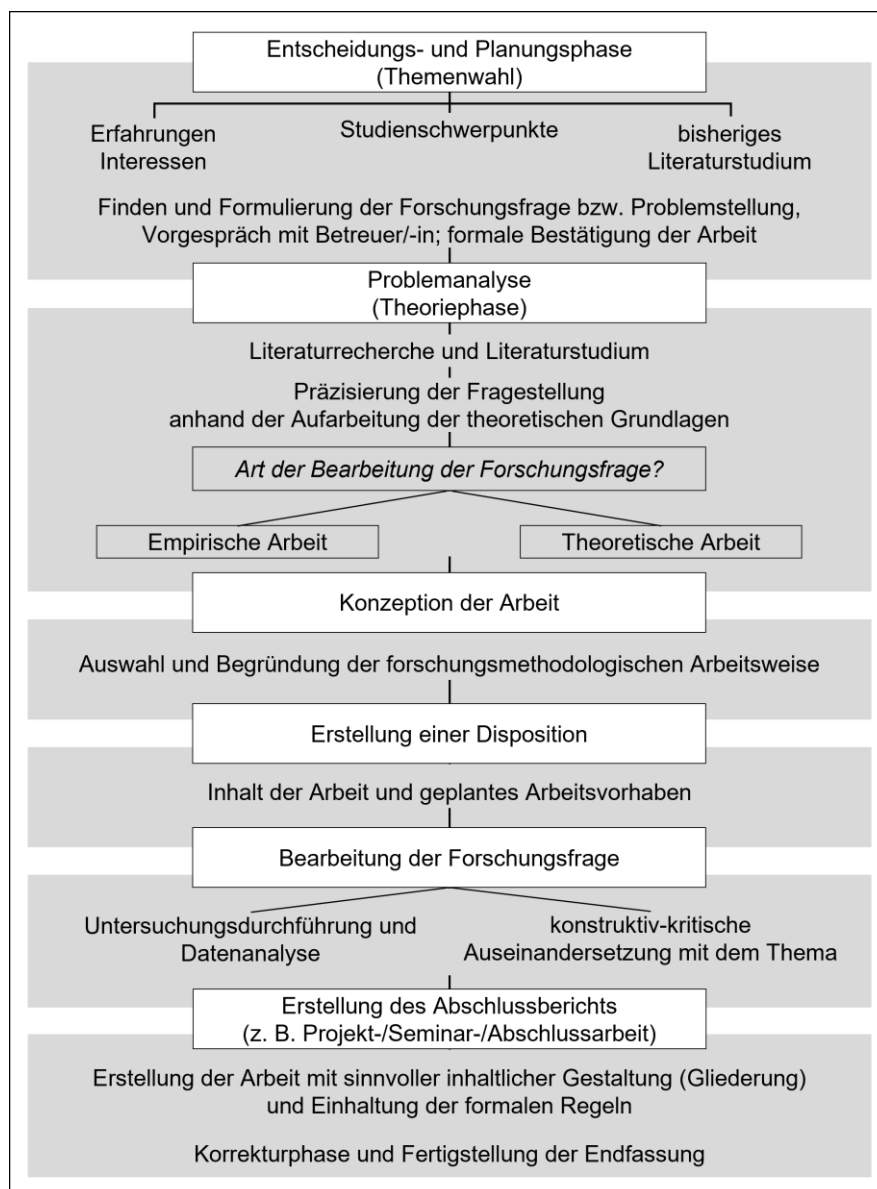 Entscheidungs- und Planungsphase
(Themenwahl)
Erfahrungen
Interessen
Studienschwerpunkte
bisheriges
Literaturstudium
Finden und Formulierung der Forschungsfrage bzw. Problemstellung,
Vorgespräch mit Betreuer/-in; formale Bestätigung der Arbeit
Problemanalyse
(Theoriephase)
Literaturrecherche und Literaturstudium
Präzisierung der Fragestellung
anhand der Aufarbeitung der theoretischen Grundlagen
Art der Bearbeitung der Forschungsfrage?
Empirische Arbeit
Theoretische Arbeit
Konzeption der Arbeit
Auswahl und Begründung der forschungsmethodologischen Arbeitsweise
Erstellung einer Disposition
Inhalt der Arbeit und geplantes Arbeitsvorhaben
Bearbeitung der Forschungsfrage
Untersuchungsdurchführung und
Datenanalyse
konstruktiv-kritische
Auseinandersetzung mit dem Thema
Erstellung des Abschlussberichts
(z. B. Projekt-/Seminar-/Abschlussarbeit)
Erstellung der Arbeit mit sinnvoller inhaltlicher Gestaltung (Gliederung)
und Einhaltung der formalen Regeln
Korrekturphase und Fertigstellung der Endfassung